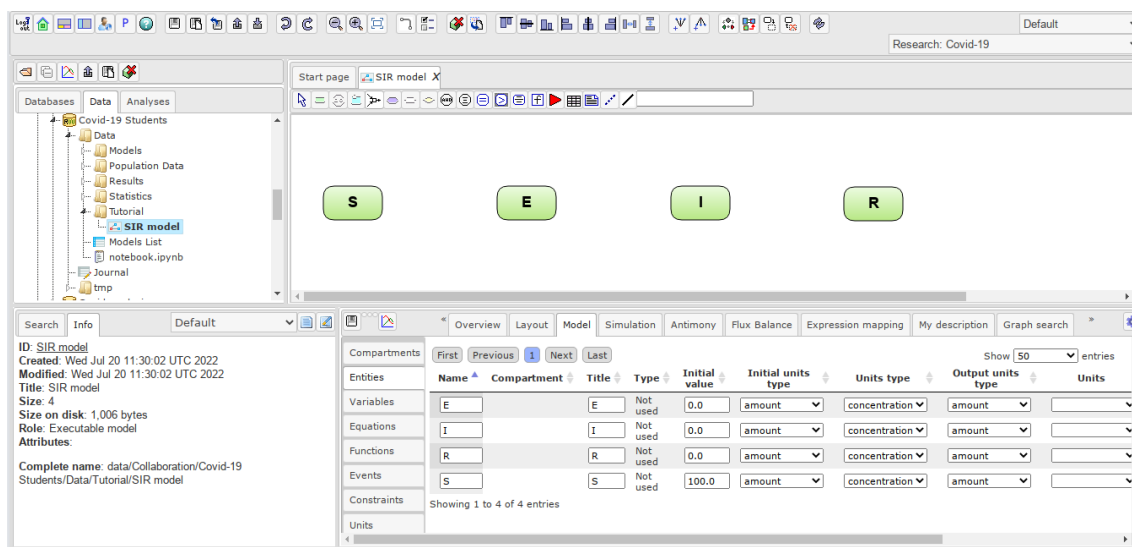 Log out
P
Default
Research: Covid-19
Databases Data Analyses
Covid-19 Students
Data
Models
Population Data
Results
Statistics
Tutorial
SIR model
Models List
notebook.ipynb
Journal
tmp
Start page SIR model X
S E I R
Search Info Default
ID: SIR model
Created: Wed Jul 20 11:30:02 UTC 2022
Modified: Wed Jul 20 11:30:02 UTC 2022
Title: SIR model
Size: 4
Size on disk: 1,006 bytes
Role: Executable model
Attributes:
Complete name: data/Collaboration/Covid-19
Students/Data/Tutorial/SIR model
« Overview Layout Model Simulation Antimony Flux Balance Expression mapping My description Graph search »
Compartments
Entities
Variables
Equations
Functions
Events
Constraints
Units
First Previous 1 Next Last Show 50 entries
Name Compartment Title Type Initial value Initial units type Units type Output units type Units
E E Not used 0.0 amount concentration amount
I I Not used 0.0 amount concentration amount
R R Not used 0.0 amount concentration amount
S S Not used 100.0 amount concentration amount
Showing 1 to 4 of 4 entries